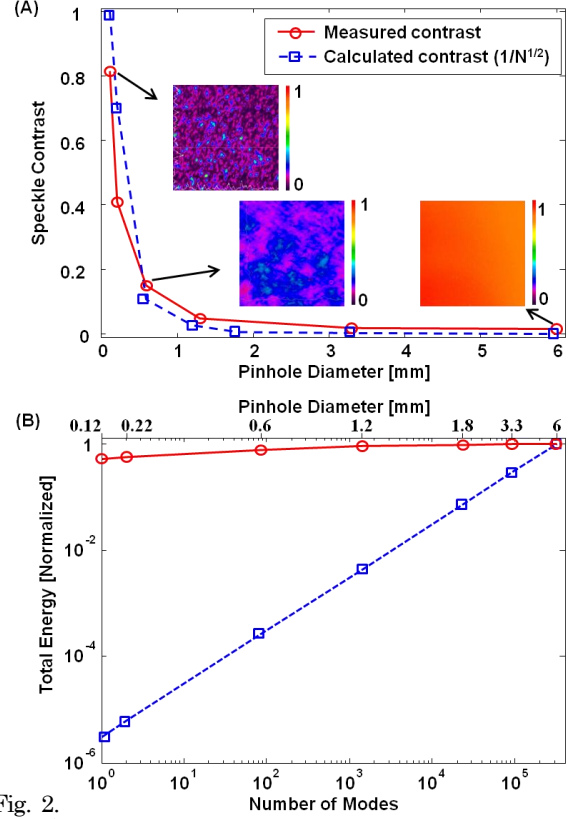 (A)
Measured contrast
Calculated contrast (1/N^1/2)
1
0.8
0.6
0.4
0.2
0
Speckle Contrast
1
0
1
0
1
0
0 1 2 3 4 5 6
Pinhole Diameter [mm]
(B)
Pinhole Diameter [mm]
0.12 0.22 0.6 1.2 1.8 3.3 6
1
10^-2
10^-4
10^-6
Total Energy [Normalized]
10^0 10^1 10^2 10^3 10^4 10^5
Number of Modes
Fig. 2.